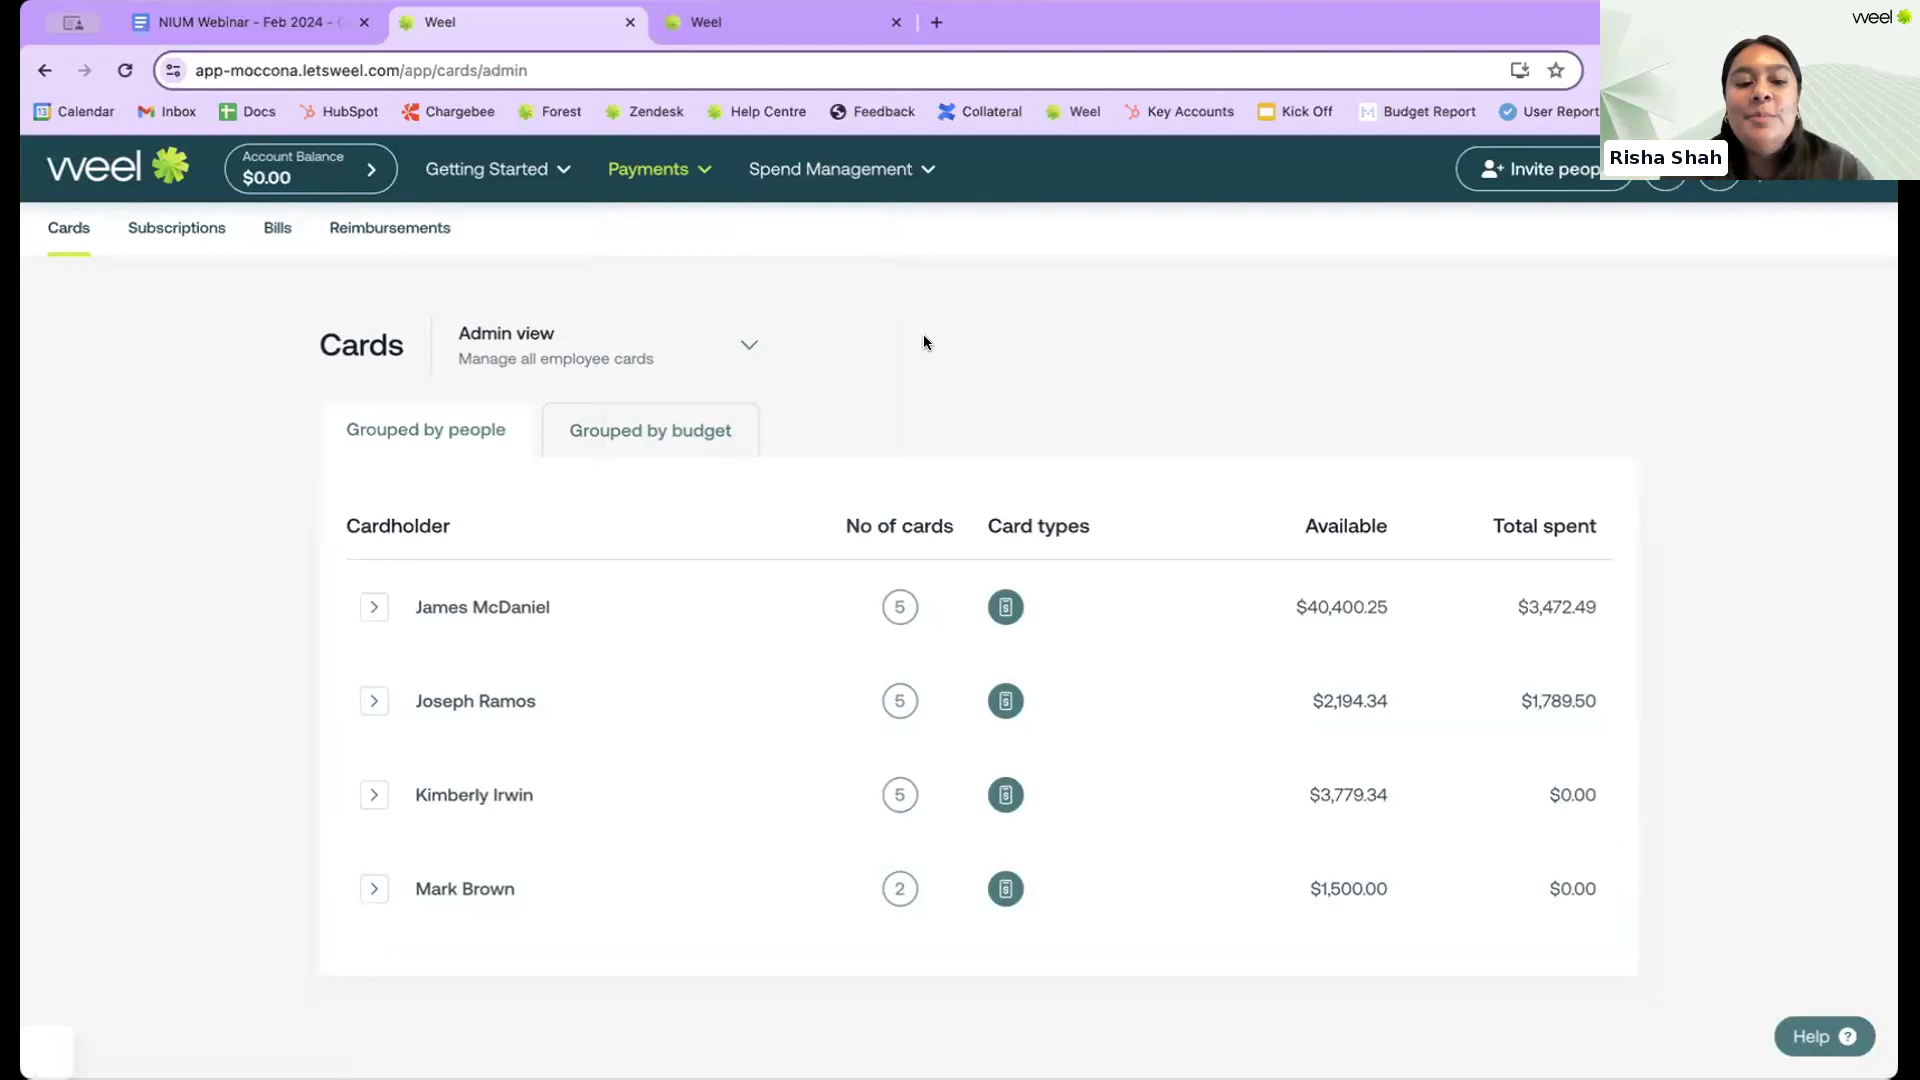 NIUM Webinar - Feb 2024 -
Weel
Weel
app-moccona.letsweel.com/app/cards/admin
Calendar
Inbox
Docs
HubSpot
Chargebee
Forest
Zendesk
Help Centre
Feedback
Collateral
Weel
Key Accounts
Kick Off
Budget Report
User Report
weel
Risha Shah
weel
Account Balance
$0.00
Getting Started
Payments
Spend Management
Invite peop
Cards
Subscriptions
Bills
Reimbursements
Cards
Admin view
Manage all employee cards
Grouped by people
Grouped by budget
Cardholder No of cards Card types Available Total spent
James McDaniel 5 $40,400.25 $3,472.49
Joseph Ramos 5 $2,194.34 $1,789.50
Kimberly Irwin 5 $3,779.34 $0.00
Mark Brown 2 $1,500.00 $0.00
Help ?